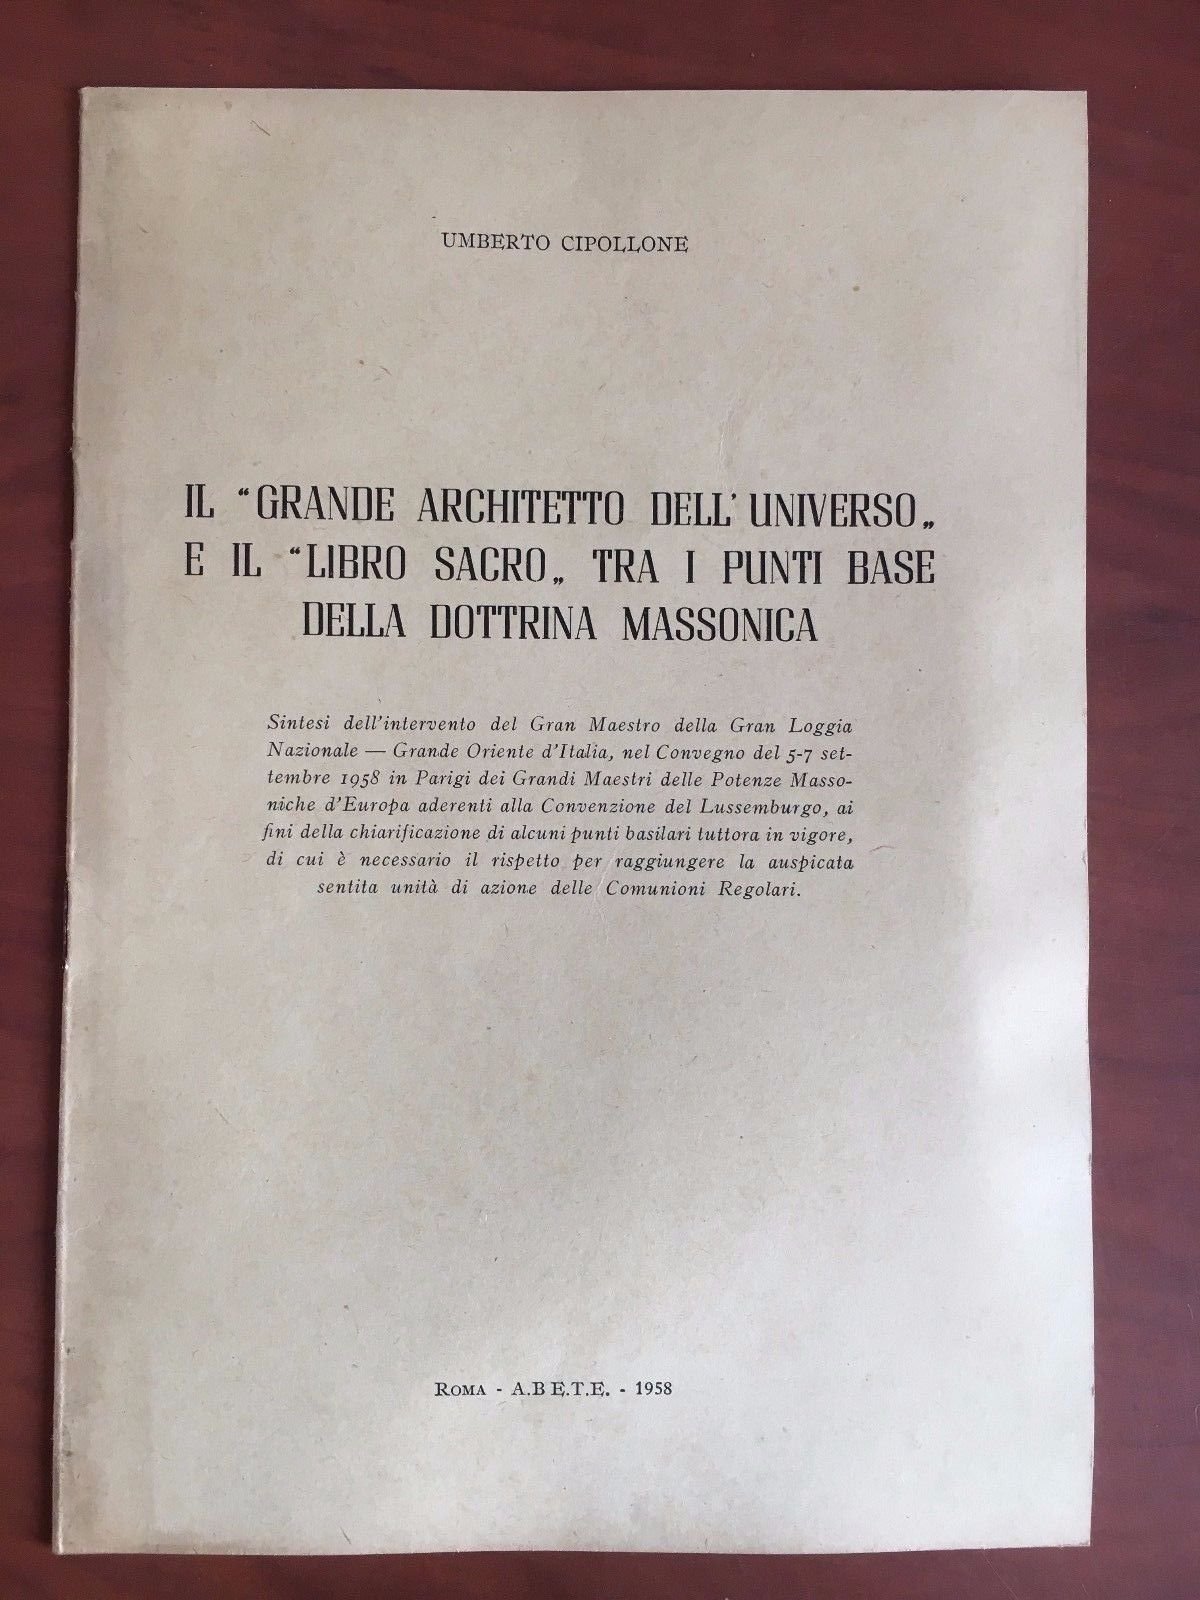 UMBERTO CIPOLLONE
IL “GRANDE ARCHITETTO DELL'UNIVERSO„
E IL “LIBRO SACRO„ TRA I PUNTI BASE
DELLA DOTTRINA MASSONICA
Sintesi dell'intervento del Gran Maestro della Gran Loggia
Nazionale — Grande Oriente d'Italia, nel Convegno del 5-7 set-
tembre 1958 in Parigi dei Grandi Maestri delle Potenze Masso-
niche d'Europa aderenti alla Convenzione del Lussemburgo, ai
fini della chiarificazione di alcuni punti basilari tuttora in vigore,
di cui è necessario il rispetto per raggiungere la auspicata
sentita unità di azione delle Comunioni Regolari.
ROMA - A.BE.T.E. - 1958